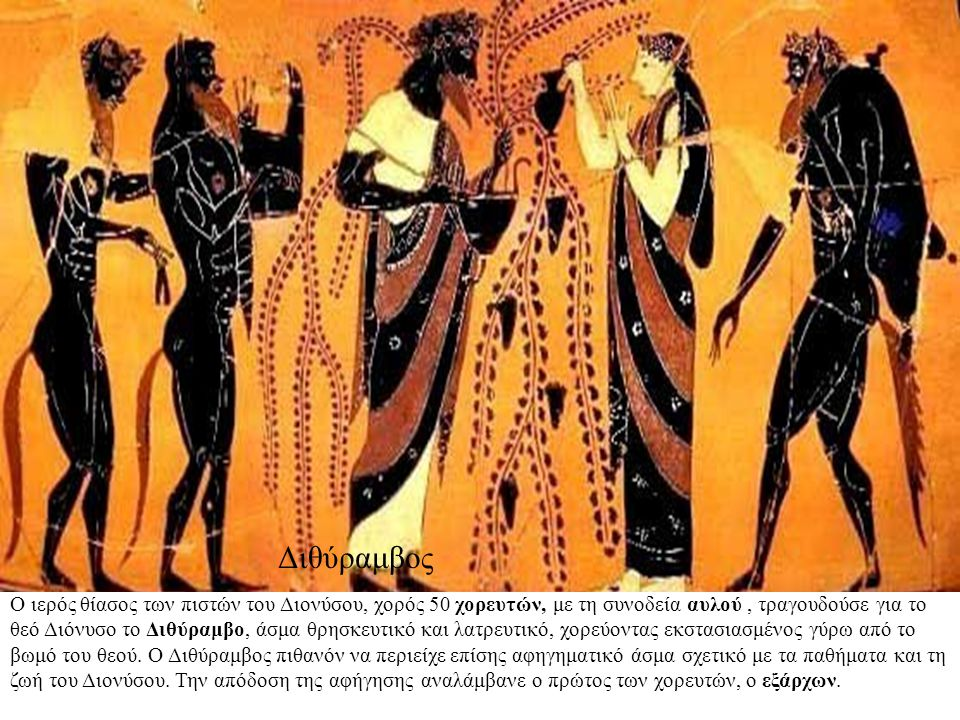 Διθύραμβος
Ο ιερός θίασος των πιστών του Διονύσου, χορός 50 χορευτών, με τη συνοδεία αυλού , τραγουδούσε για το
θεό Διόνυσο το Διθύραμβο, άσμα θρησκευτικό και λατρευτικό, χορεύοντας εκστασιασμένος γύρω από το
βωμό του θεού. Ο Διθύραμβος πιθανόν να περιείχε επίσης αφηγηματικό άσμα σχετικό με τα παθήματα και τη
ζωή του Διονύσου. Την απόδοση της αφήγησης αναλάμβανε ο πρώτος των χορευτών, ο εξάρχων.